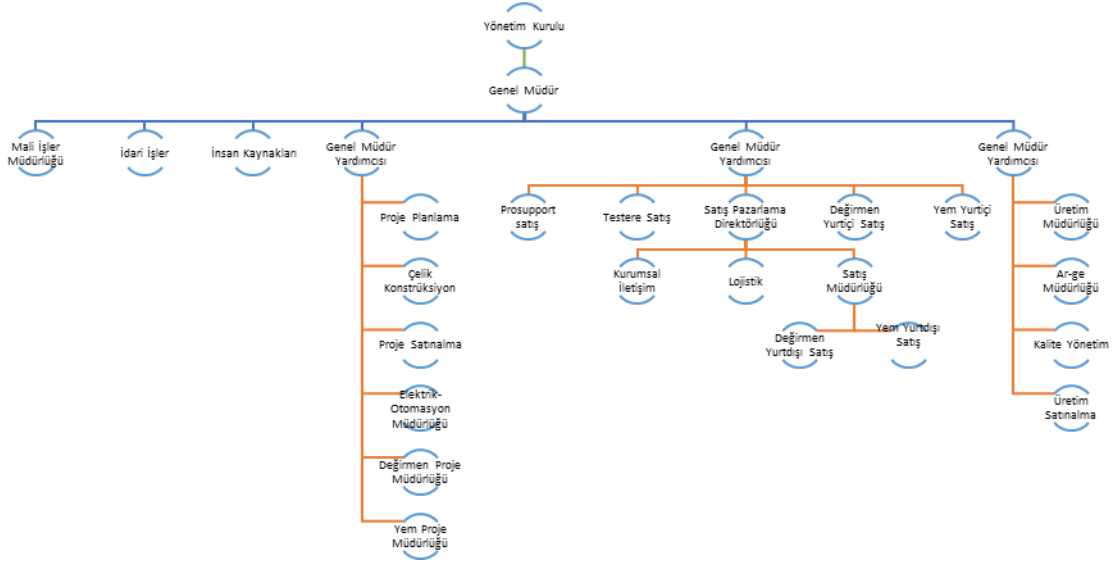 Yönetim Kurulu
Genel Müdür
Mali İşler
Müdürlüğü
İdari İşler
İnsan Kaynakları
Genel Müdür
Yardımcısı
Genel Müdür
Yardımcısı
Genel Müdür
Yardımcısı
Proje Planlama
Çelik
Konstrüksiyon
Proje Satınalma
Elektrik-
Otomasyon
Müdürlüğü
Değirmen Proje
Müdürlüğü
Yem Proje
Müdürlüğü
Prosupport
satış
Testere Satış
Satış Pazarlama
Direktörlüğü
Değirmen
Yurtiçi Satış
Yem Yurtiçi
Satış
Kurumsal
İletişim
Lojistik
Satış
Müdürlüğü
Değirmen
Yurtdışı Satış
Yem Yurtdışı
Satış
Üretim
Müdürlüğü
Ar-ge
Müdürlüğü
Kalite Yönetim
Üretim
Satınalma